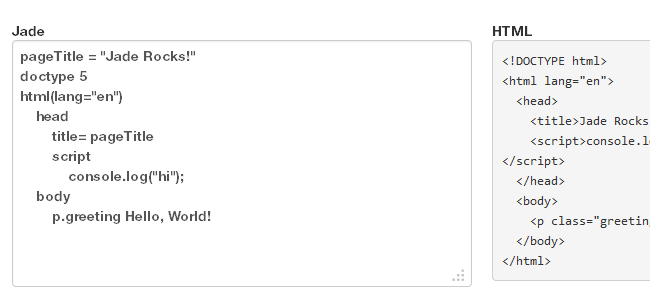 Jade
pageTitle = "Jade Rocks!"
doctype 5
html(lang="en")
head
title= pageTitle
script
console.log("hi");
body
p.greeting Hello, World!
HTML
<!DOCTYPE html>
<html lang="en">
<head>
<title>Jade Rocks
<script>console.l
</script>
</head>
<body>
<p class="greetin
</body>
</html>